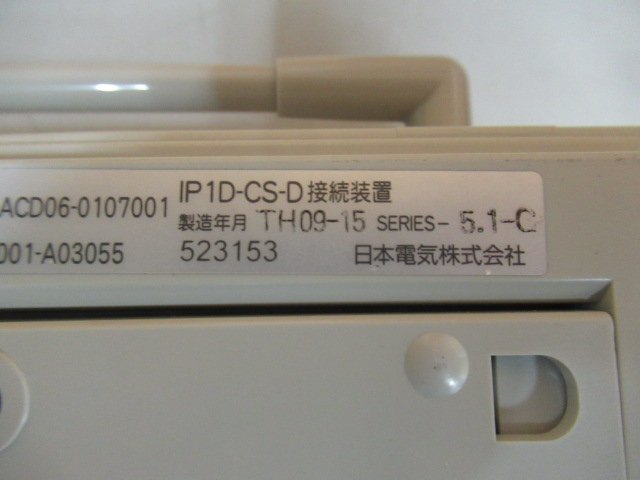 ACD06-0107001 IP1D-CS-D接続装置
製造年月 TH09-15 SERIES- 5.1-C
001-A03055 523153 日本電気株式会社